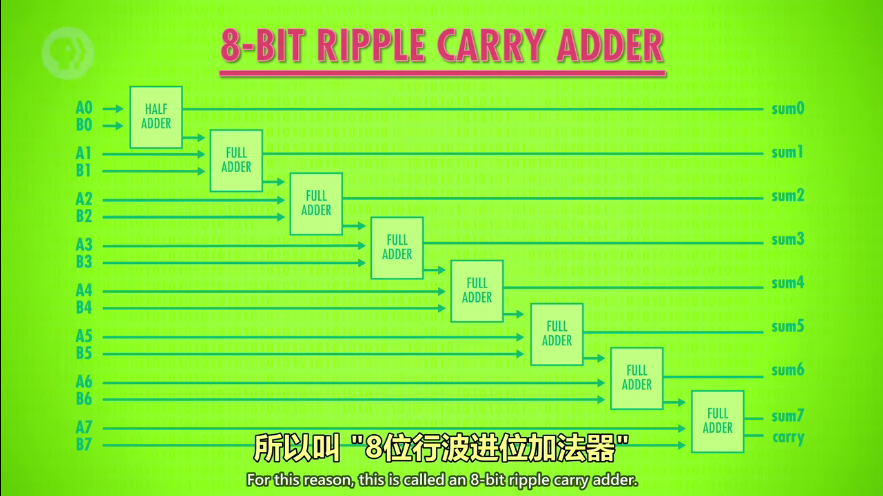 8-BIT RIPPLE CARRY ADDER
A0
B0
HALF
ADDER
sum0
A1
B1
FULL
ADDER
sum1
A2
B2
FULL
ADDER
sum2
A3
B3
FULL
ADDER
sum3
A4
B4
FULL
ADDER
sum4
A5
B5
FULL
ADDER
sum5
A6
B6
FULL
ADDER
sum6
A7
B7
FULL
ADDER
sum7
carry
所以叫 "8位行波进位加法器"
For this reason, this is called an 8-bit ripple carry adder.